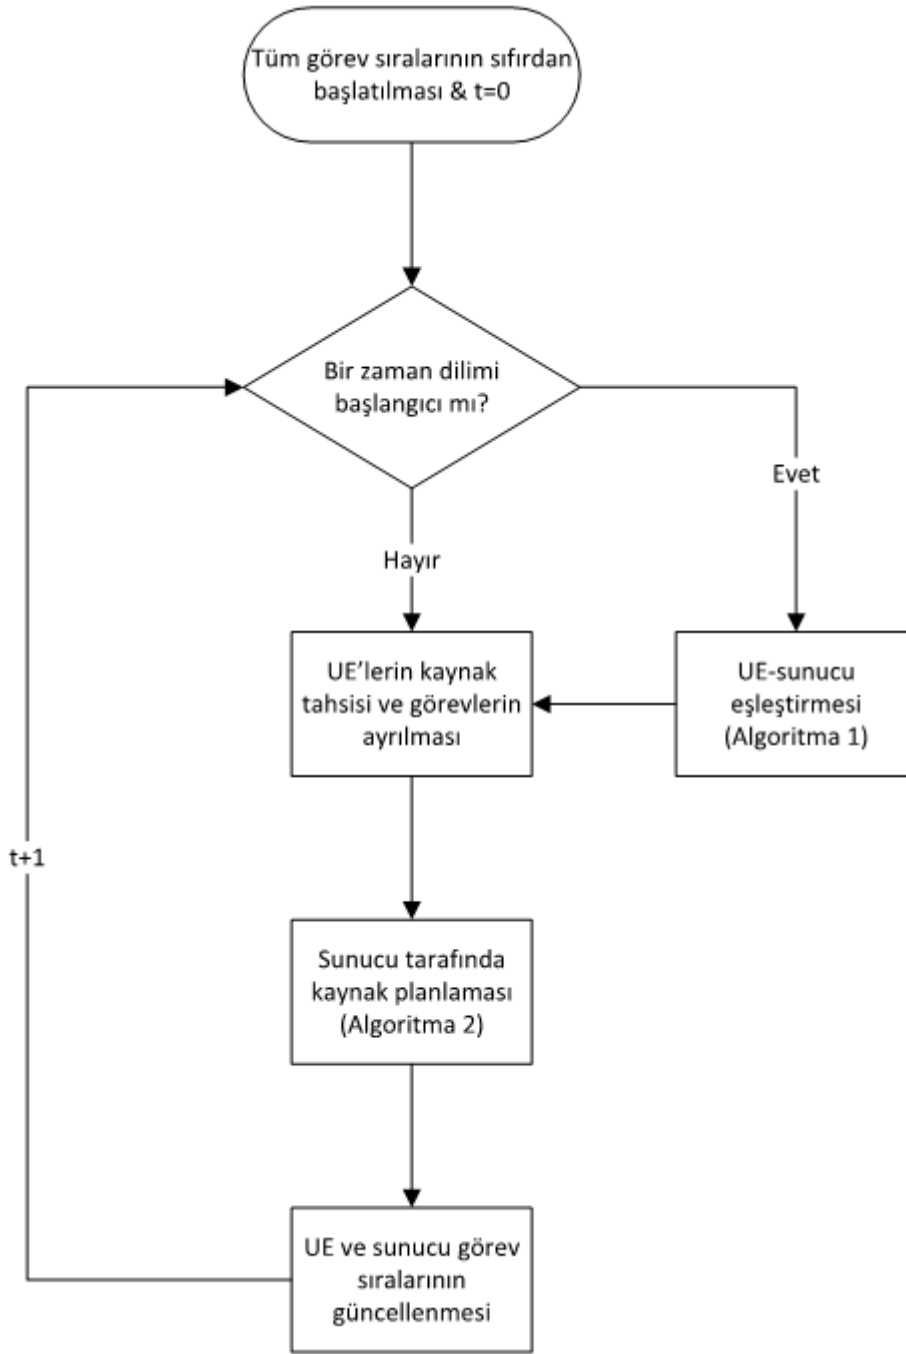 Tüm görev sıralarının sıfırdan
başlatılması & t=0
Bir zaman dilimi
başlangıcı mı?
Evet
Hayır
UE'lerin kaynak
tahsisi ve görevlerin
ayrılması
UE-sunucu
eşleştirmesi
(Algoritma 1)
t+1
Sunucu tarafında
kaynak planlaması
(Algoritma 2)
UE ve sunucu görev
sıralarının
güncellenmesi